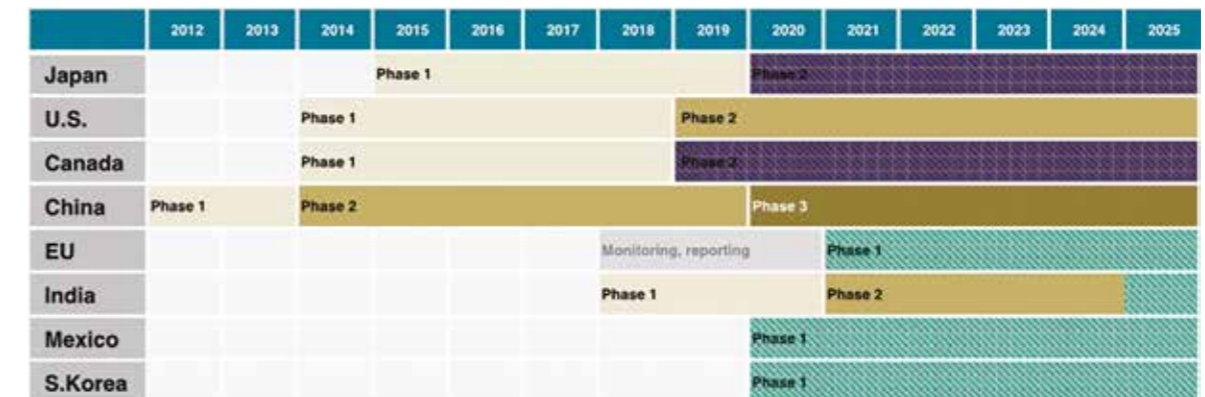 2012 2013 2014 2015 2016 2017 2018 2019 2020 2021 2022 2023 2024 2025
Japan Phase 1 Phase 2
U.S. Phase 1 Phase 2
Canada Phase 1 Phase 2
China Phase 1 Phase 2 Phase 3
EU Monitoring, reporting Phase 1
India Phase 1 Phase 2
Mexico Phase 1
S.Korea Phase 1